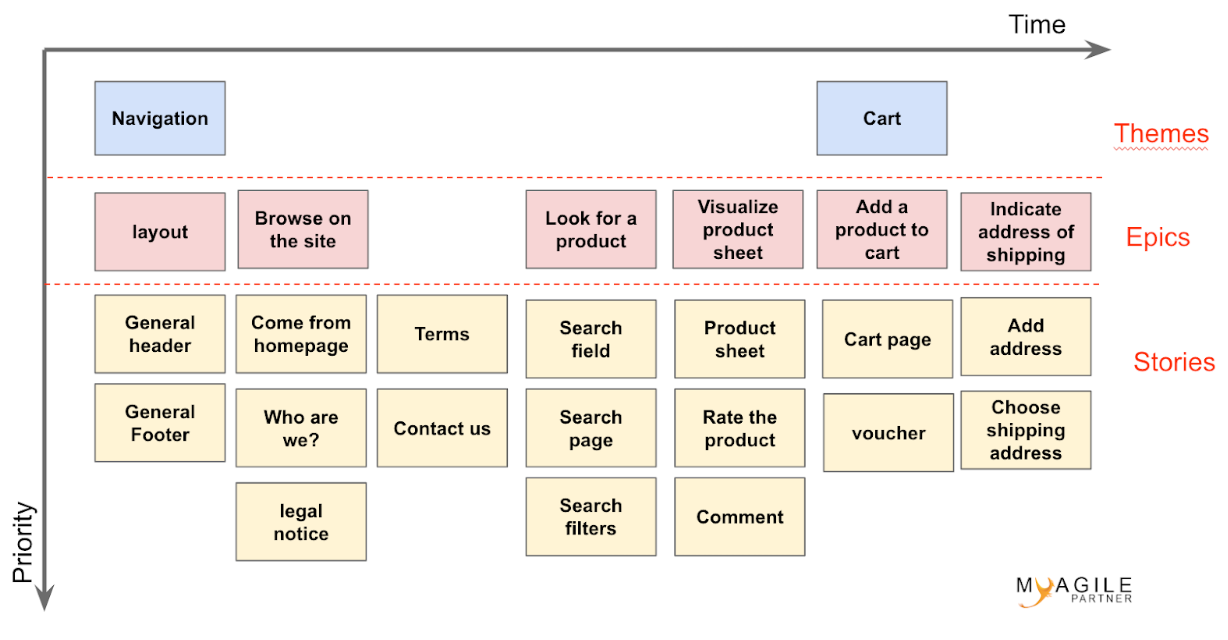 Time
Navigation
Cart
Themes
layout
Browse on
the site
Look for a
product
Visualize
product
sheet
Add a
product to
cart
Indicate
address of
shipping
Epics
General
header
Come from
homepage
Terms
Search
field
Product
sheet
Cart page
Add
address
Stories
General
Footer
Who are
we?
Contact us
Search
page
Rate the
product
voucher
Choose
shipping
address
legal
notice
Search
filters
Comment
Priority
MYAGILE
PARTNER